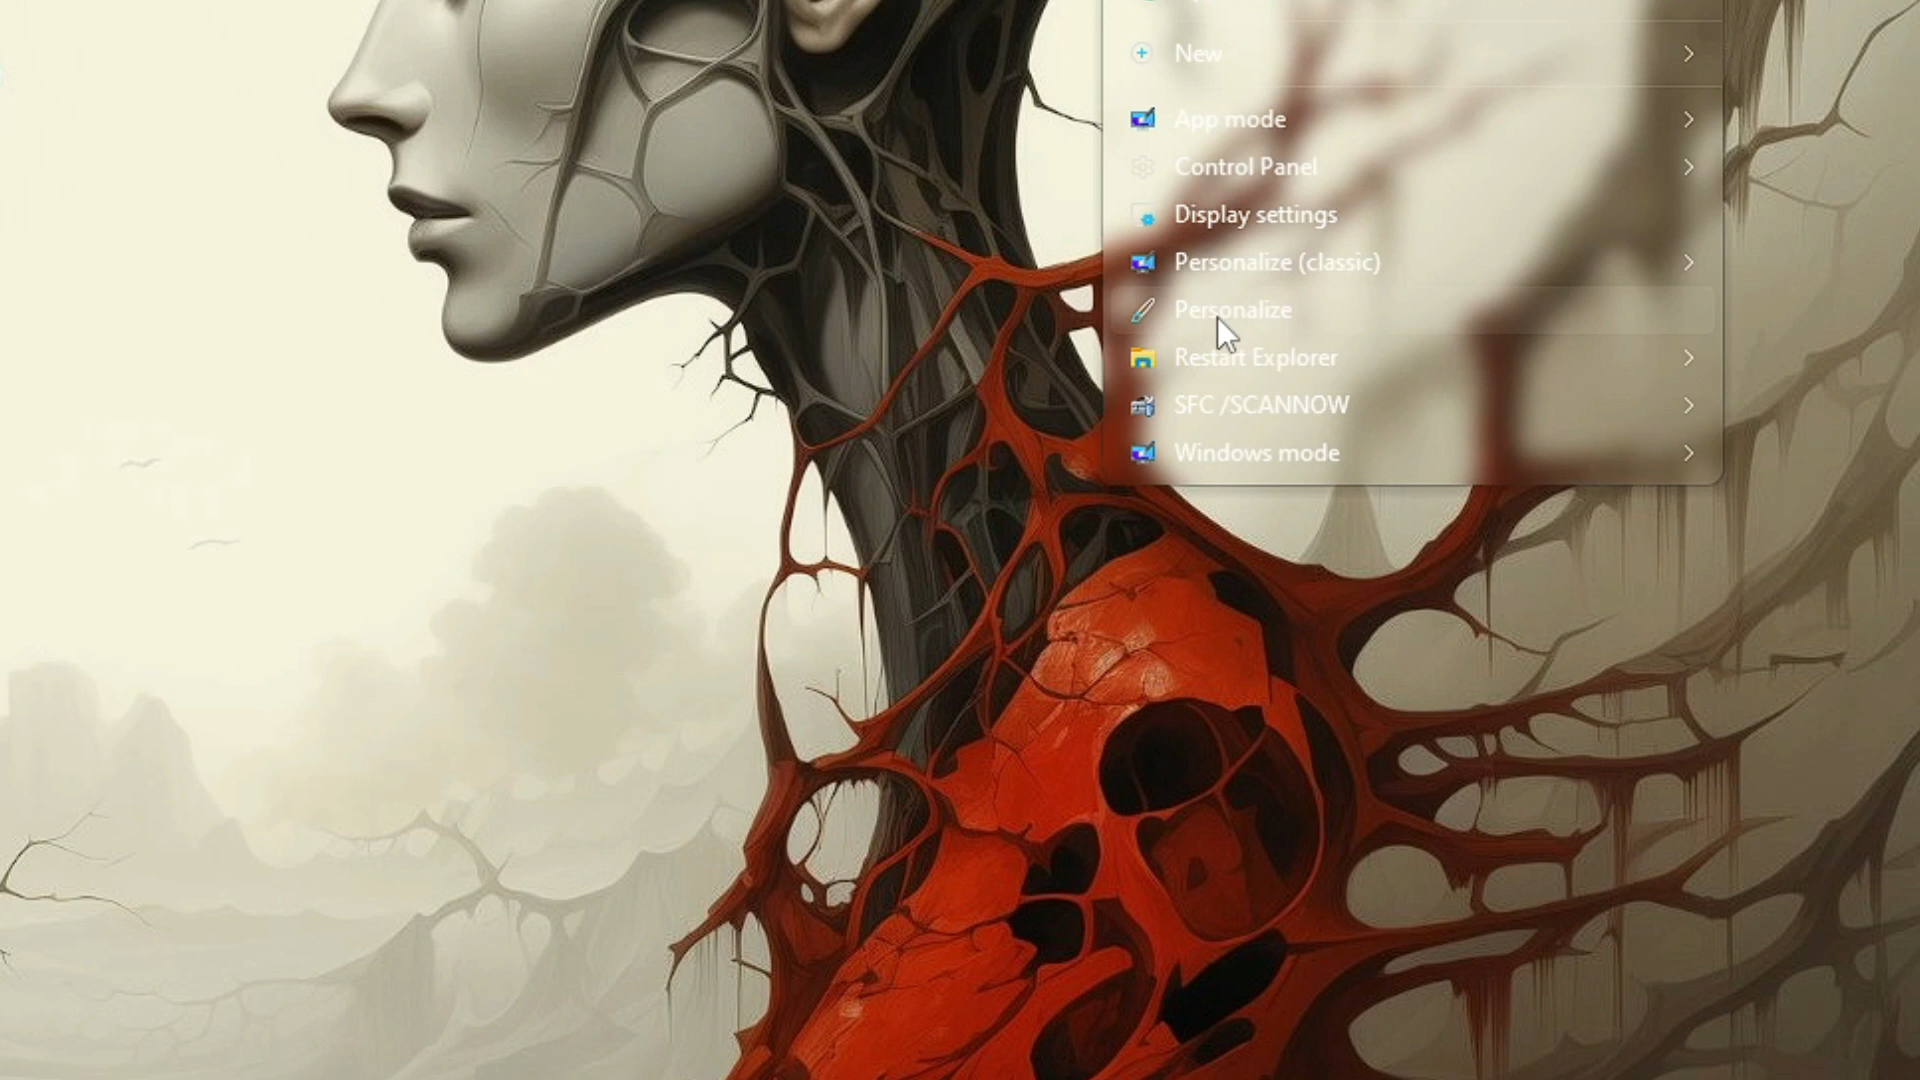 New
App mode
Control Panel
Display settings
Personalize (classic)
Personalize
Restart Explorer
SFC /SCANNOW
Windows mode